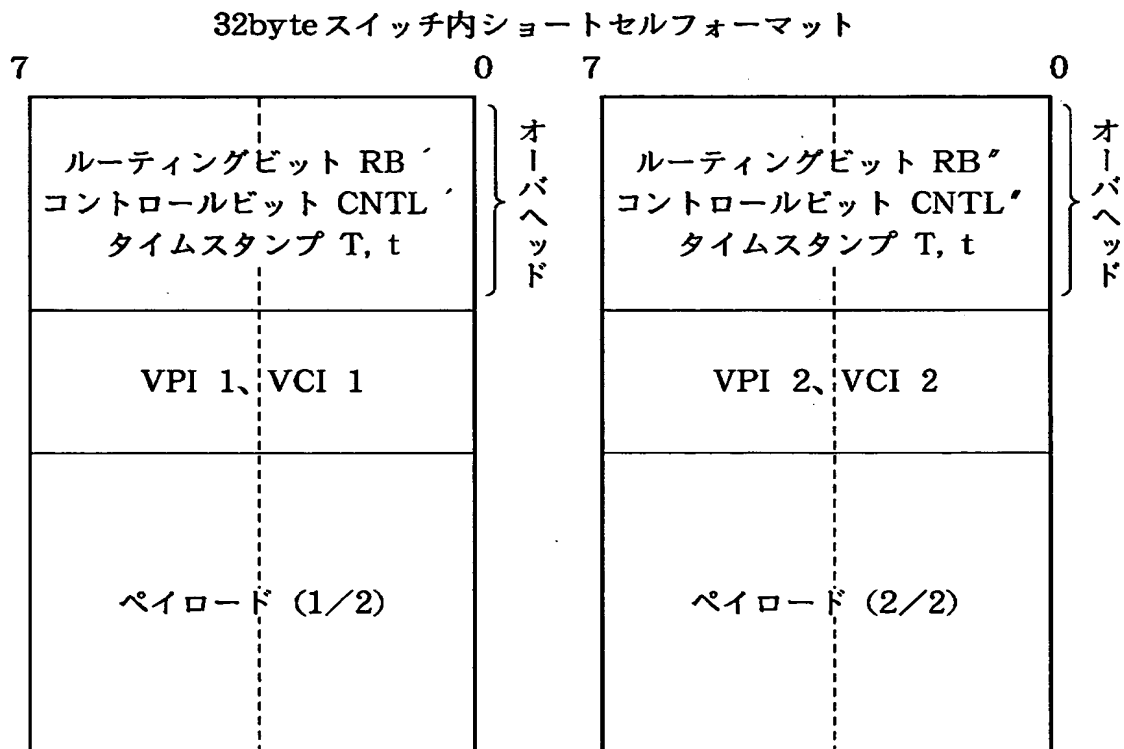 32byteスイッチ内ショートセルフォーマット
7 0 7 0
ルーティングビット RB′
コントロールビット CNTL′
タイムスタンプ T, t
オーバヘッド
VPI 1、VCI 1
ペイロード (1/2)
ルーティングビット RB″
コントロールビット CNTL″
タイムスタンプ T, t
オーバヘッド
VPI 2、VCI 2
ペイロード (2/2)